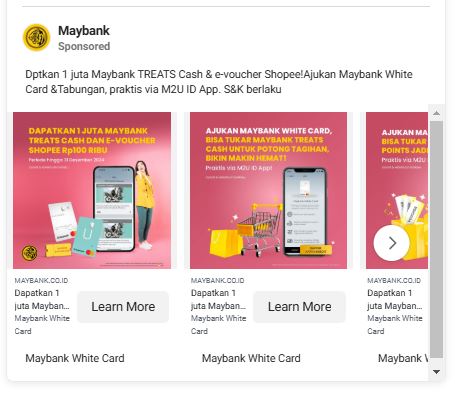 Maybank
Sponsored
Dptkan 1 juta Maybank TREATS Cash & e-voucher Shopee!Ajukan Maybank White
Card &Tabungan, praktis via M2U ID App. S&K berlaku
DAPATKAN 1 JUTA MAYBANK
TREATS CASH DAN E-VOUCHER
SHOPEE Rp100 RIBU
Periode hingga 31 Desember 2024
AJUKAN MAYBANK WHITE CARD,
BISA TUKAR MAYBANK TREATS
CASH UNTUK POTONG TAGIHAN,
BIKIN MAKIN HEMAT!
Praktis via M2U ID App!
AJUKAN MA
BISA TUKAR
POINTS JADI
Praktis via M2U
MAYBANK.CO.ID
Dapatkan 1
juta Mayban...
Maybank White
Card
Learn More
Maybank White Card
MAYBANK.CO.ID
Dapatkan 1
juta Mayban...
Maybank White
Card
Learn More
Maybank White Card
MAYBANK.CO.ID
Dapatkan 1
juta Mayban...
Maybank White
Card
Maybank W